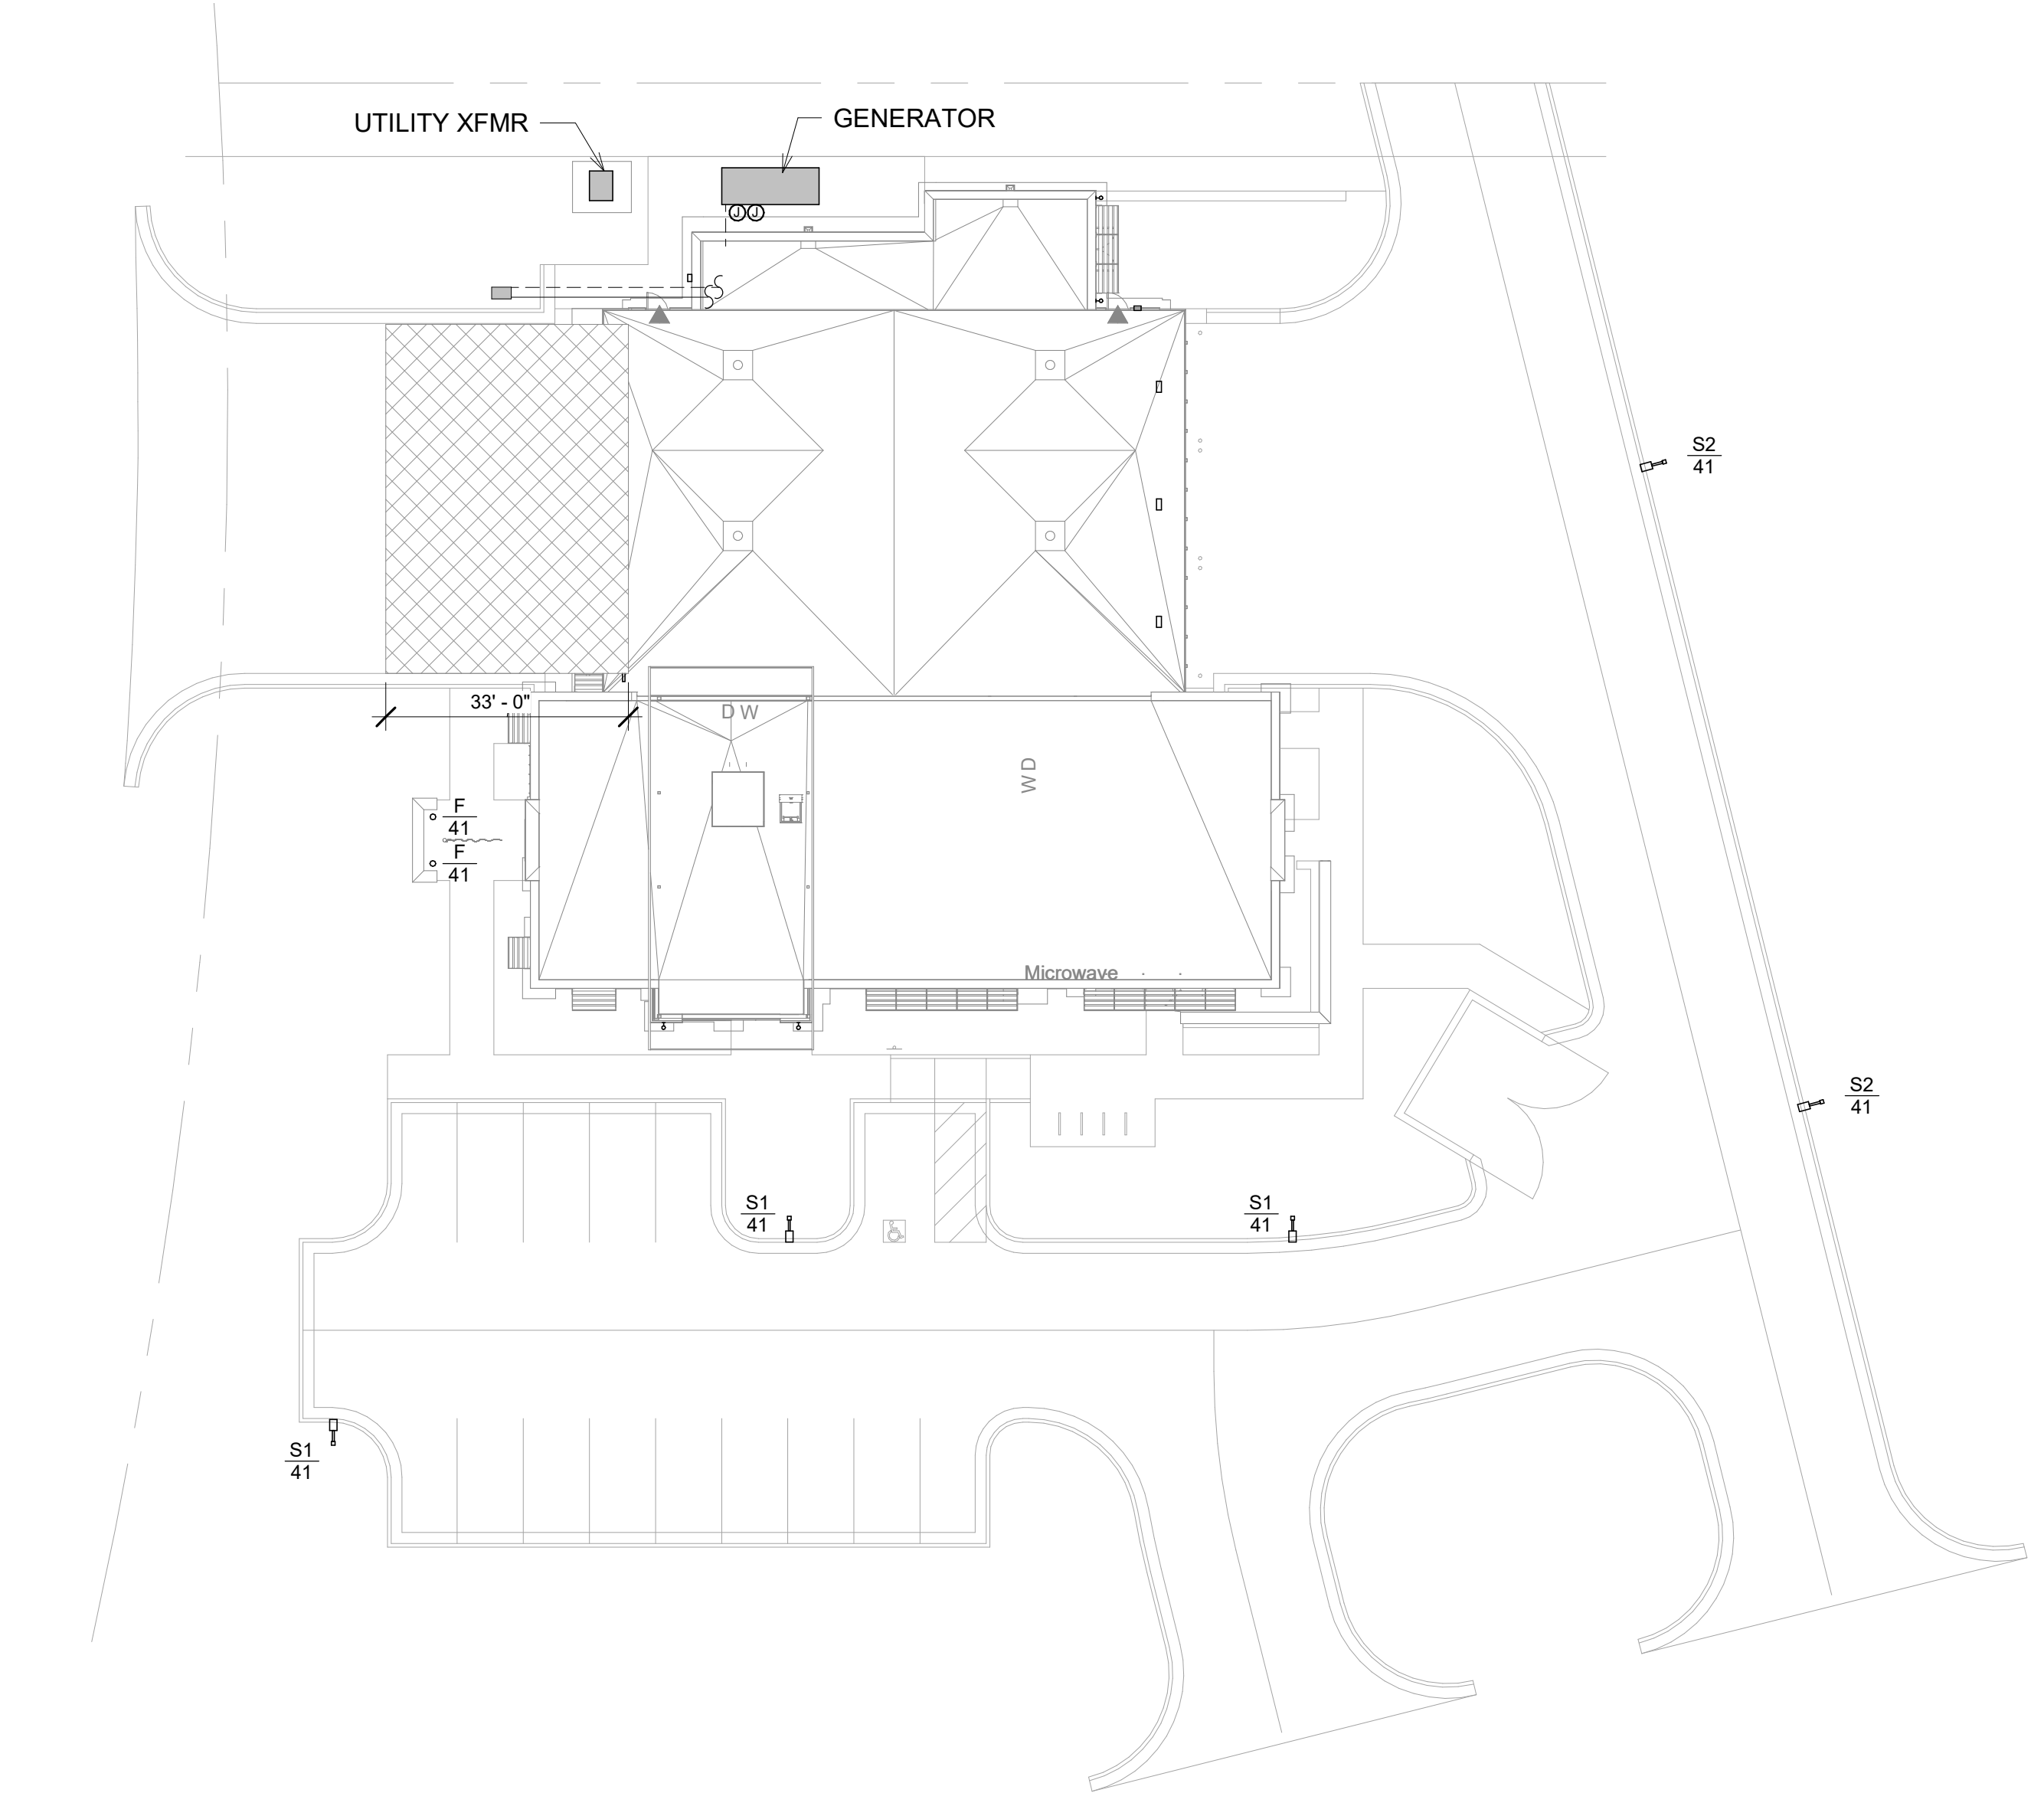 UTILITY XFMR
GENERATOR
J J
S2
41
33' - 0"
D W
W D
F
41
F
41
Microwave
S2
41
S1
41
S1
41
S1
41